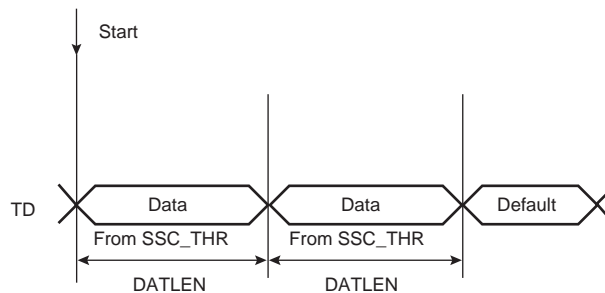 Start
TD
Data
Data
Default
From SSC_THR
From SSC_THR
DATLEN
DATLEN